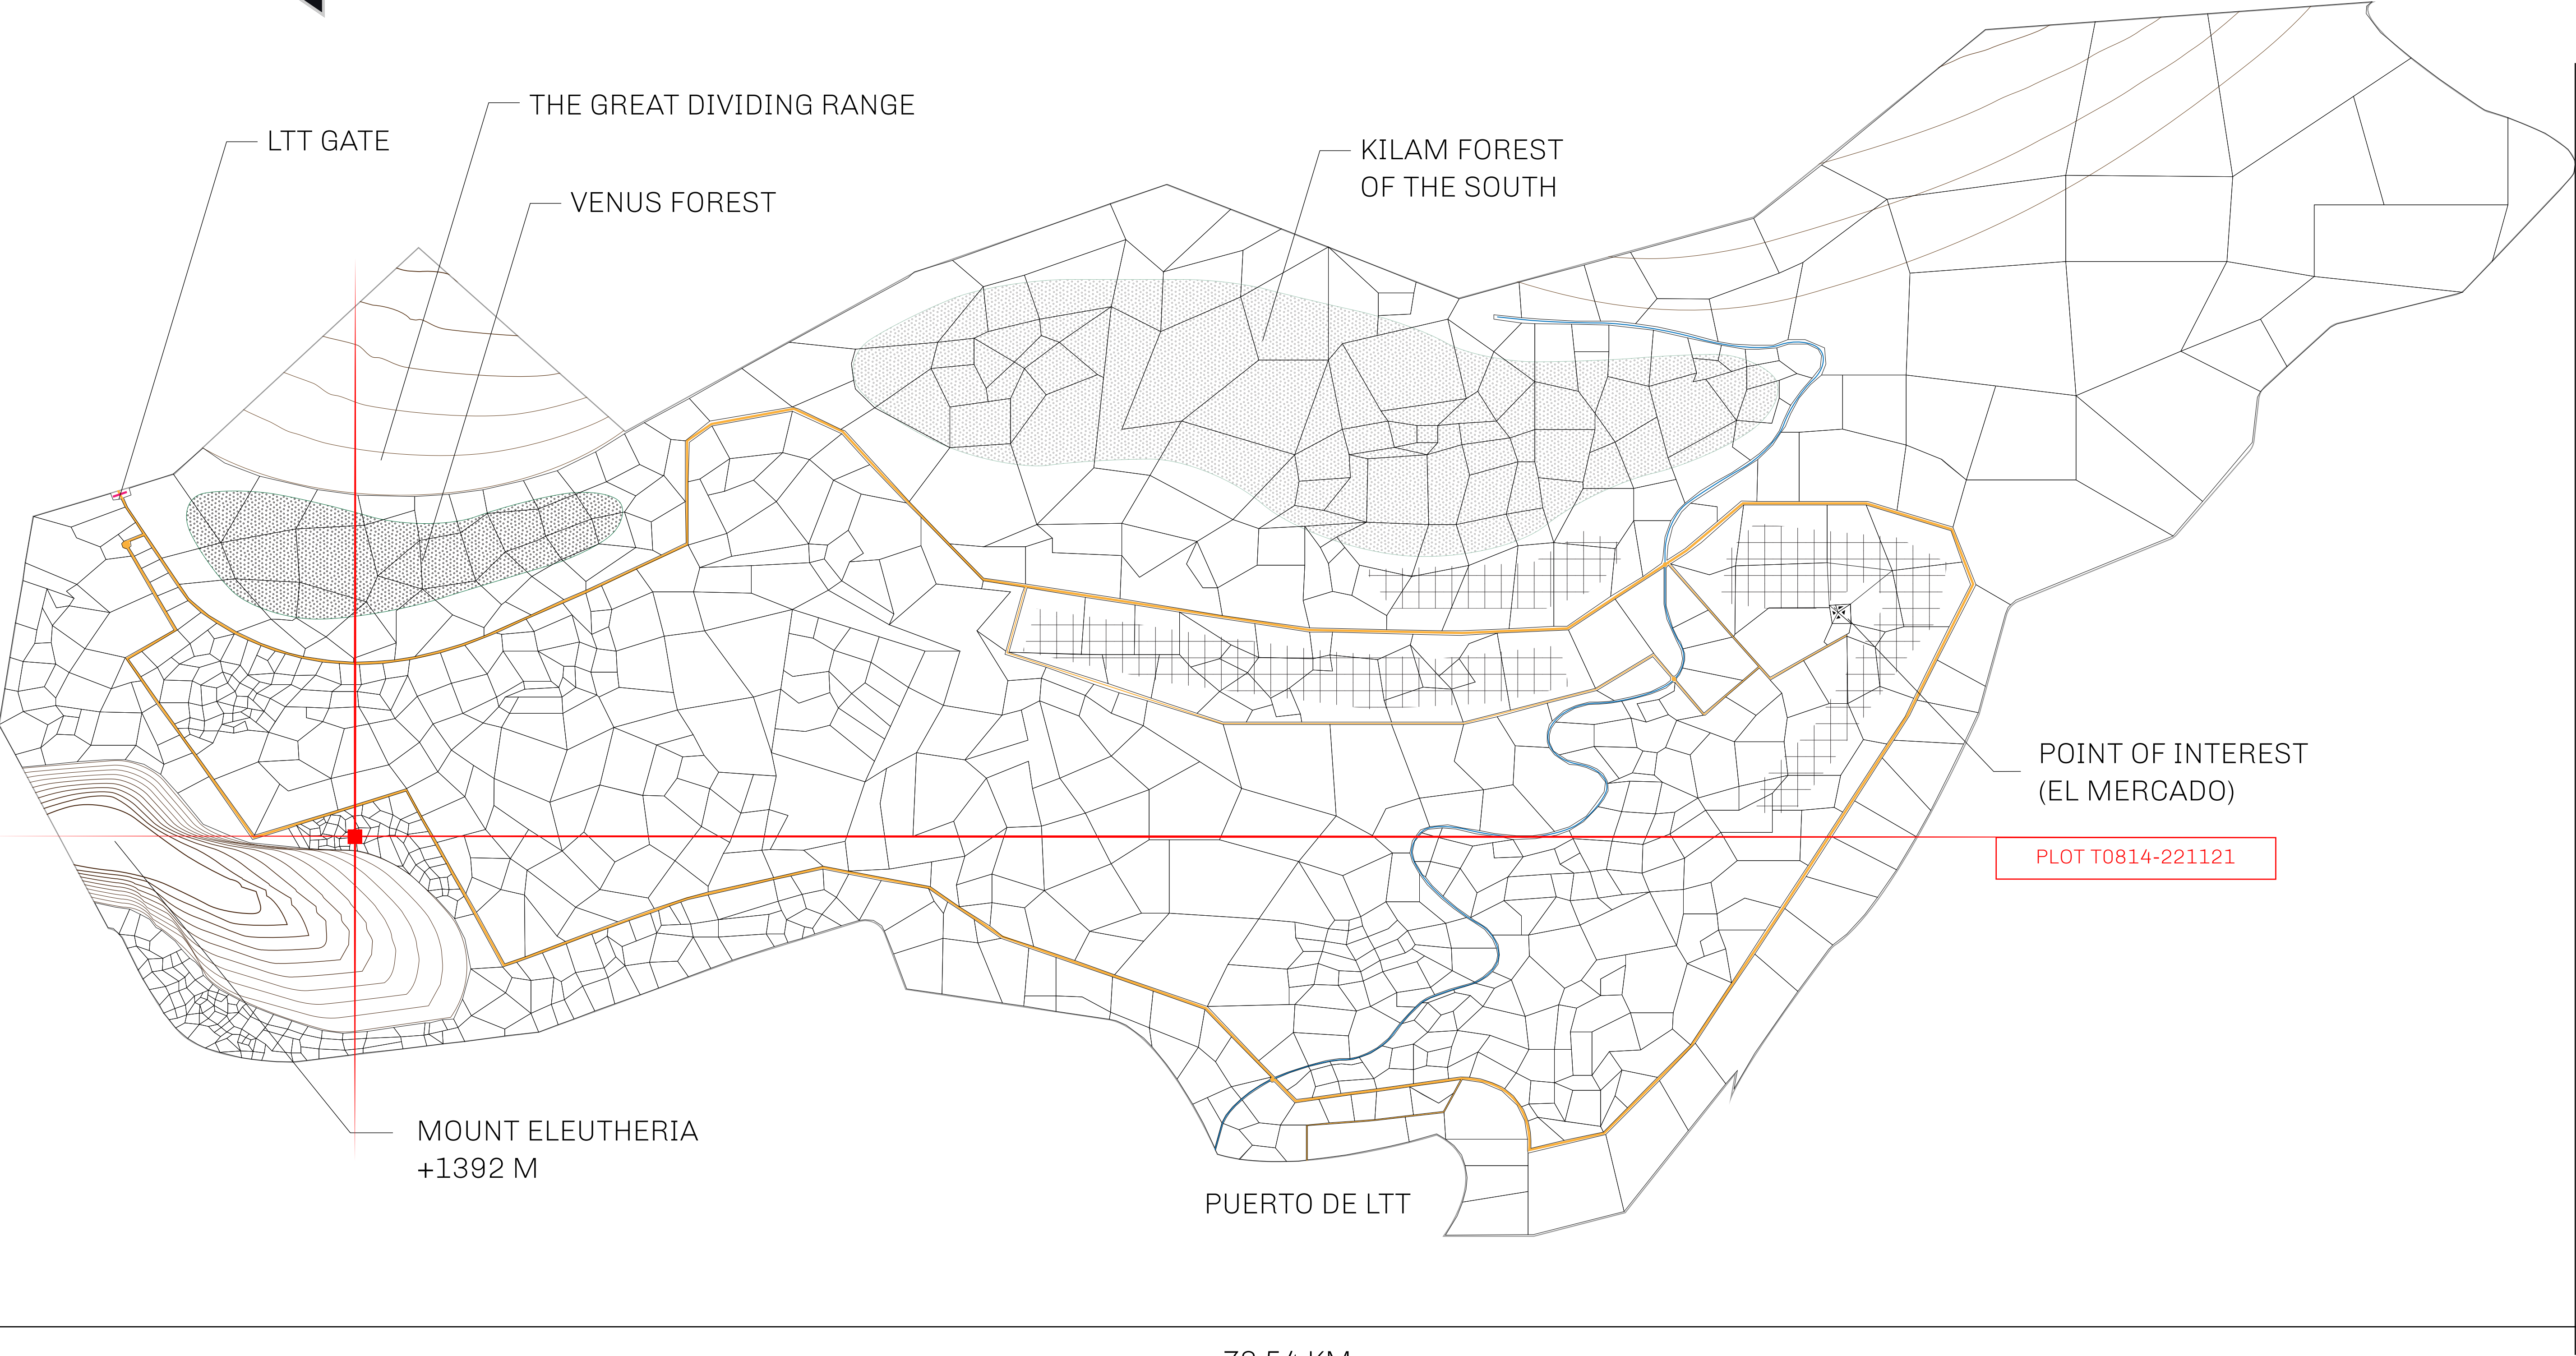 THE GREAT DIVIDING RANGE
LTT GATE
KILAM FOREST
OF THE SOUTH
VENUS FOREST
POINT OF INTEREST
(EL MERCADO)
PLOT T0814-221121
MOUNT ELEUTHERIA
+1392 M
PUERTO DE LTT
KM